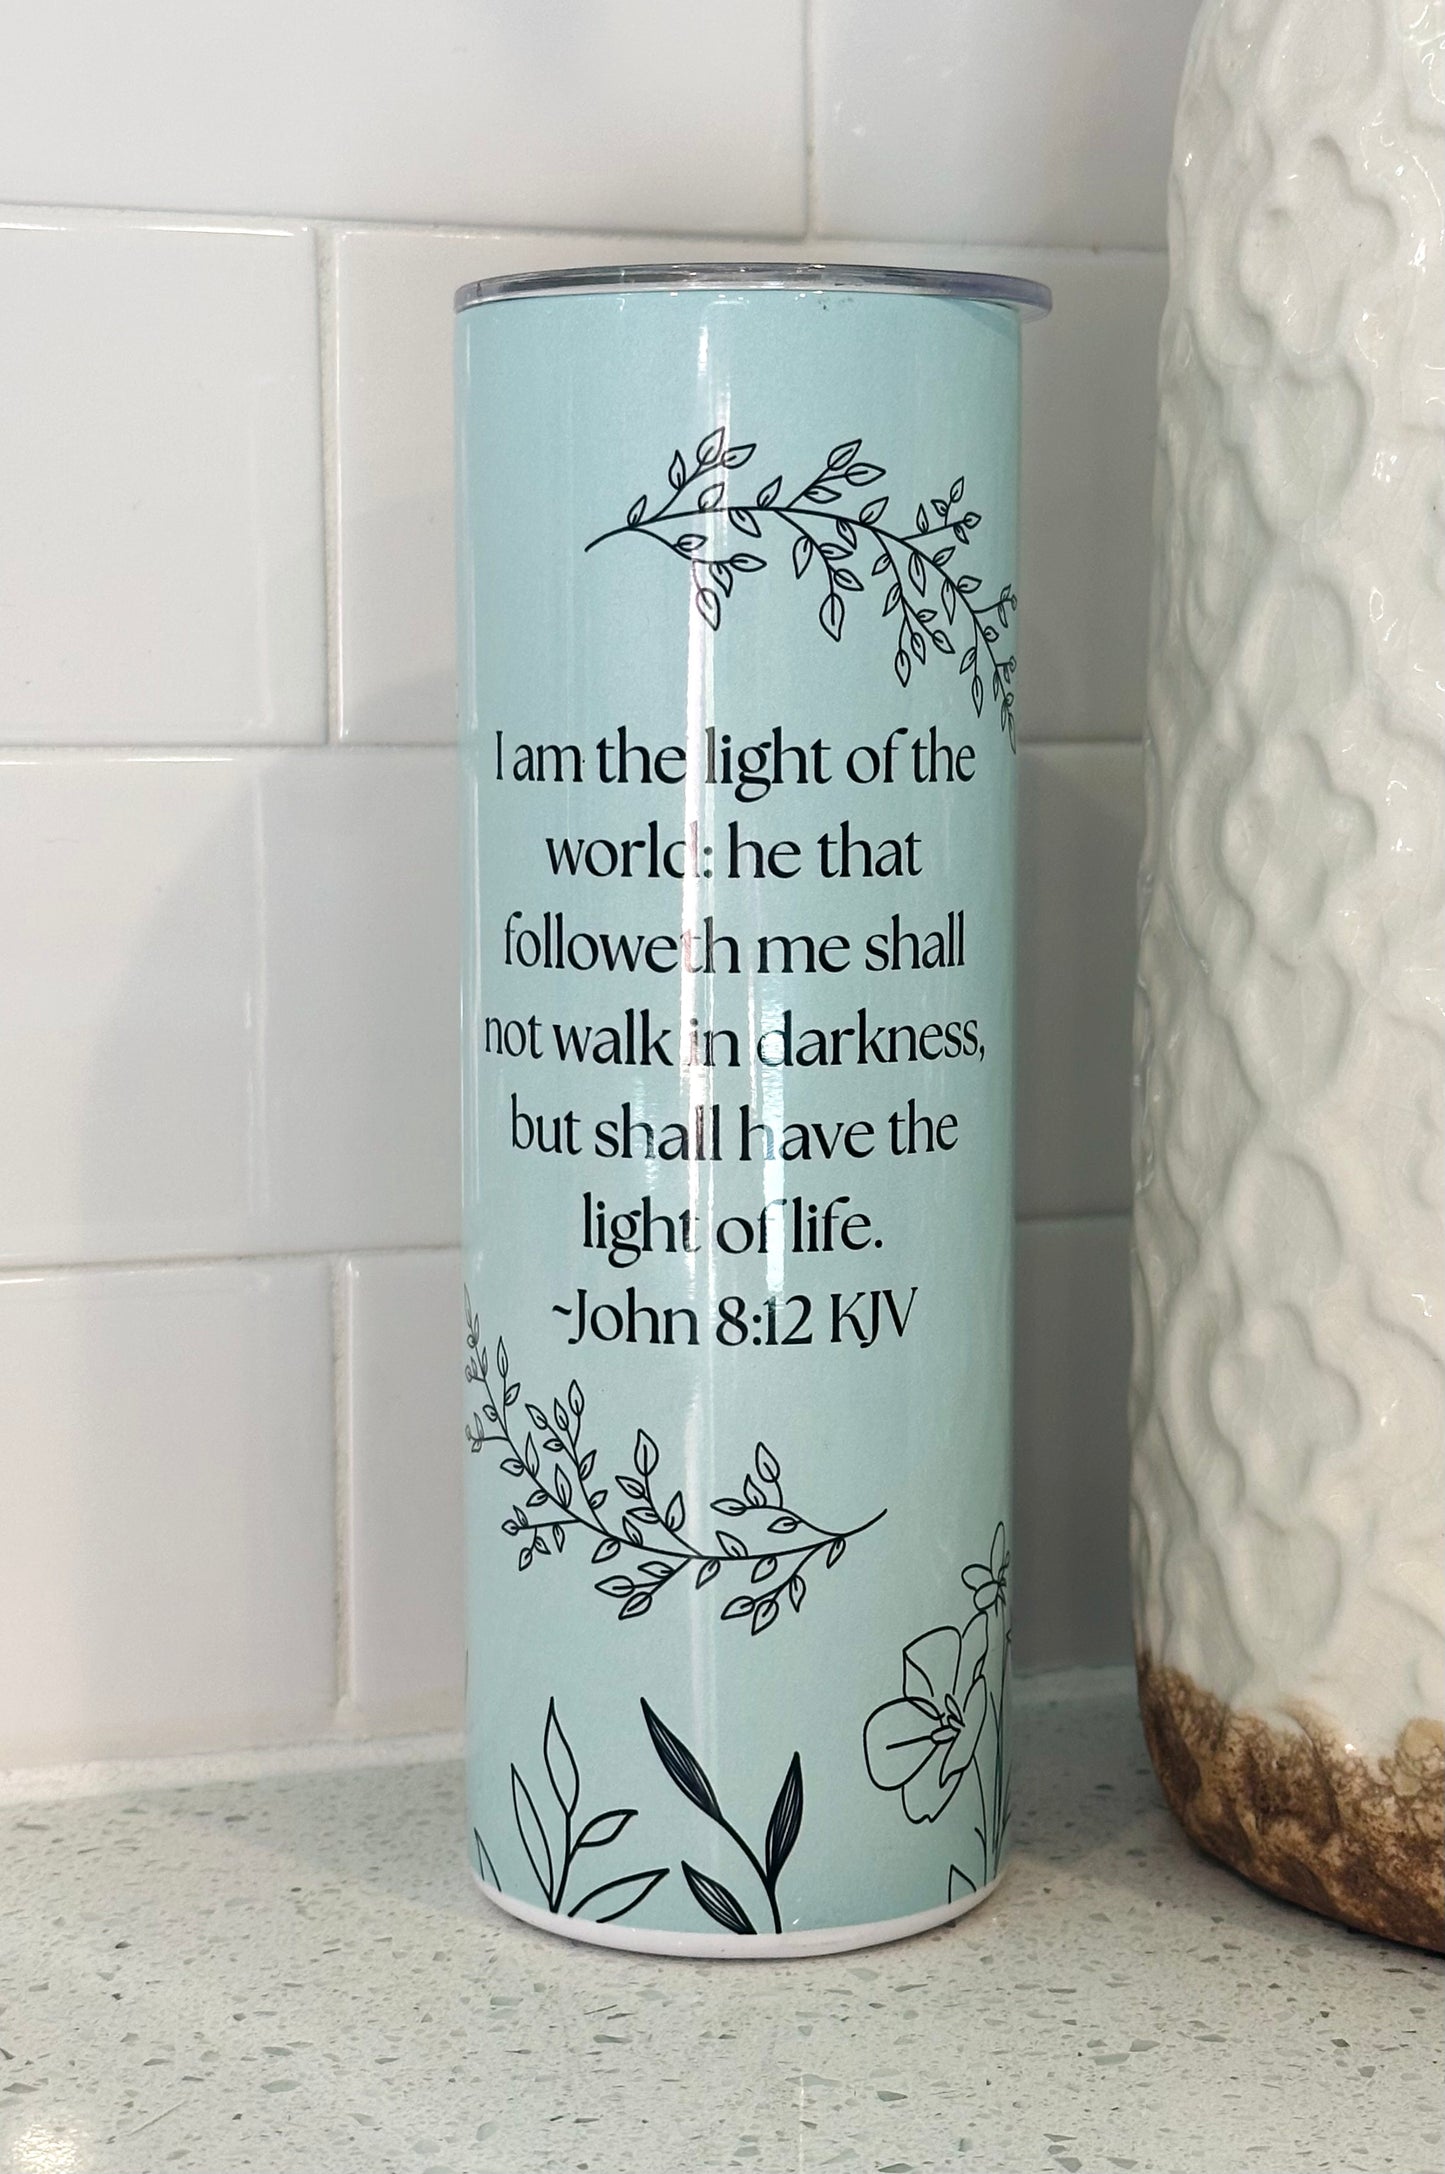 I am the light of the
world: he that
followeth me shall
not walk in darkness,
but shall have the
light of life.
~John 8:12 KJV